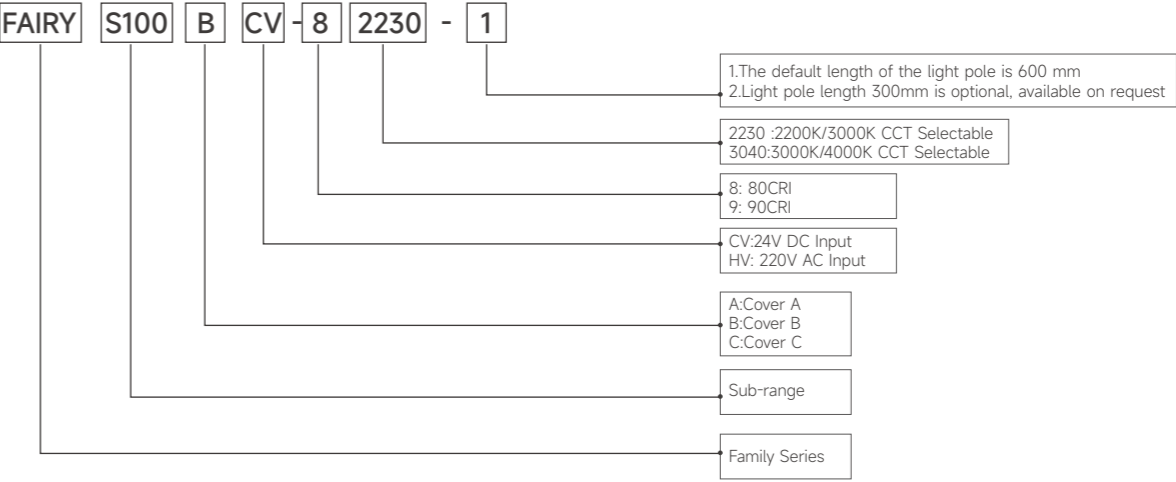 FAIRY S100 B CV - 8 2230 - 1
1.The default length of the light pole is 600 mm
2.Light pole length 300mm is optional, available on request
2230 :2200K/3000K CCT Selectable
3040:3000K/4000K CCT Selectable
8: 80CRI
9: 90CRI
CV:24V DC Input
HV: 220V AC Input
A:Cover A
B:Cover B
C:Cover C
Sub-range
Family Series